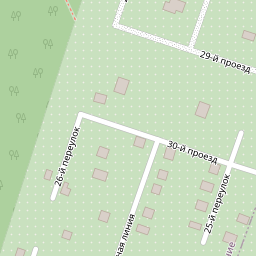 29-й проезд
30-й проезд
26-й переулок
25-й переулок
ная линия